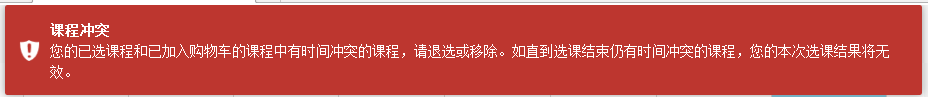 课程冲突
您的已选课程和已加入购物车的课程中有时间冲突的课程，请退选或移除。如直到选课结束仍有时间冲突的课程，您的本次选课结果将无
效。